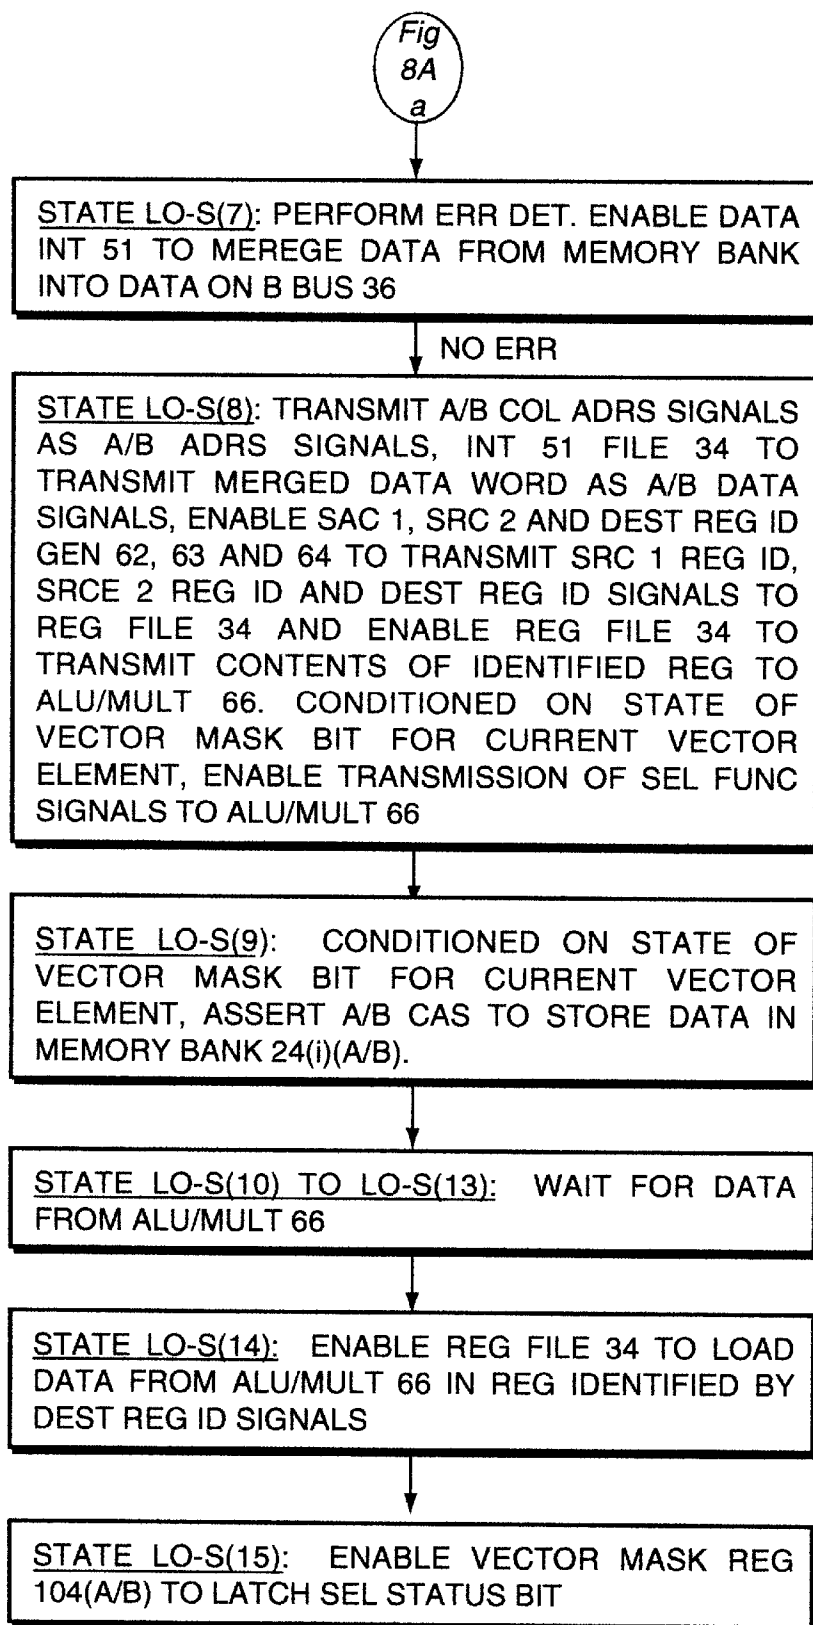 Fig
8A
a
STATE LO-S(7): PERFORM ERR DET. ENABLE DATA
INT 51 TO MEREGE DATA FROM MEMORY BANK
INTO DATA ON B BUS 36
NO ERR
STATE LO-S(8): TRANSMIT A/B COL ADRS SIGNALS
AS A/B ADRS SIGNALS, INT 51 FILE 34 TO
TRANSMIT MERGED DATA WORD AS A/B DATA
SIGNALS, ENABLE SAC 1, SRC 2 AND DEST REG ID
GEN 62, 63 AND 64 TO TRANSMIT SRC 1 REG ID,
SRCE 2 REG ID AND DEST REG ID SIGNALS TO
REG FILE 34 AND ENABLE REG FILE 34 TO
TRANSMIT CONTENTS OF IDENTIFIED REG TO
ALU/MULT 66. CONDITIONED ON STATE OF
VECTOR MASK BIT FOR CURRENT VECTOR
ELEMENT, ENABLE TRANSMISSION OF SEL FUNC
SIGNALS TO ALU/MULT 66
STATE LO-S(9): CONDITIONED ON STATE OF
VECTOR MASK BIT FOR CURRENT VECTOR
ELEMENT, ASSERT A/B CAS TO STORE DATA IN
MEMORY BANK 24(i)(A/B).
STATE LO-S(10) TO LO-S(13): WAIT FOR DATA
FROM ALU/MULT 66
STATE LO-S(14): ENABLE REG FILE 34 TO LOAD
DATA FROM ALU/MULT 66 IN REG IDENTIFIED BY
DEST REG ID SIGNALS
STATE LO-S(15): ENABLE VECTOR MASK REG
104(A/B) TO LATCH SEL STATUS BIT